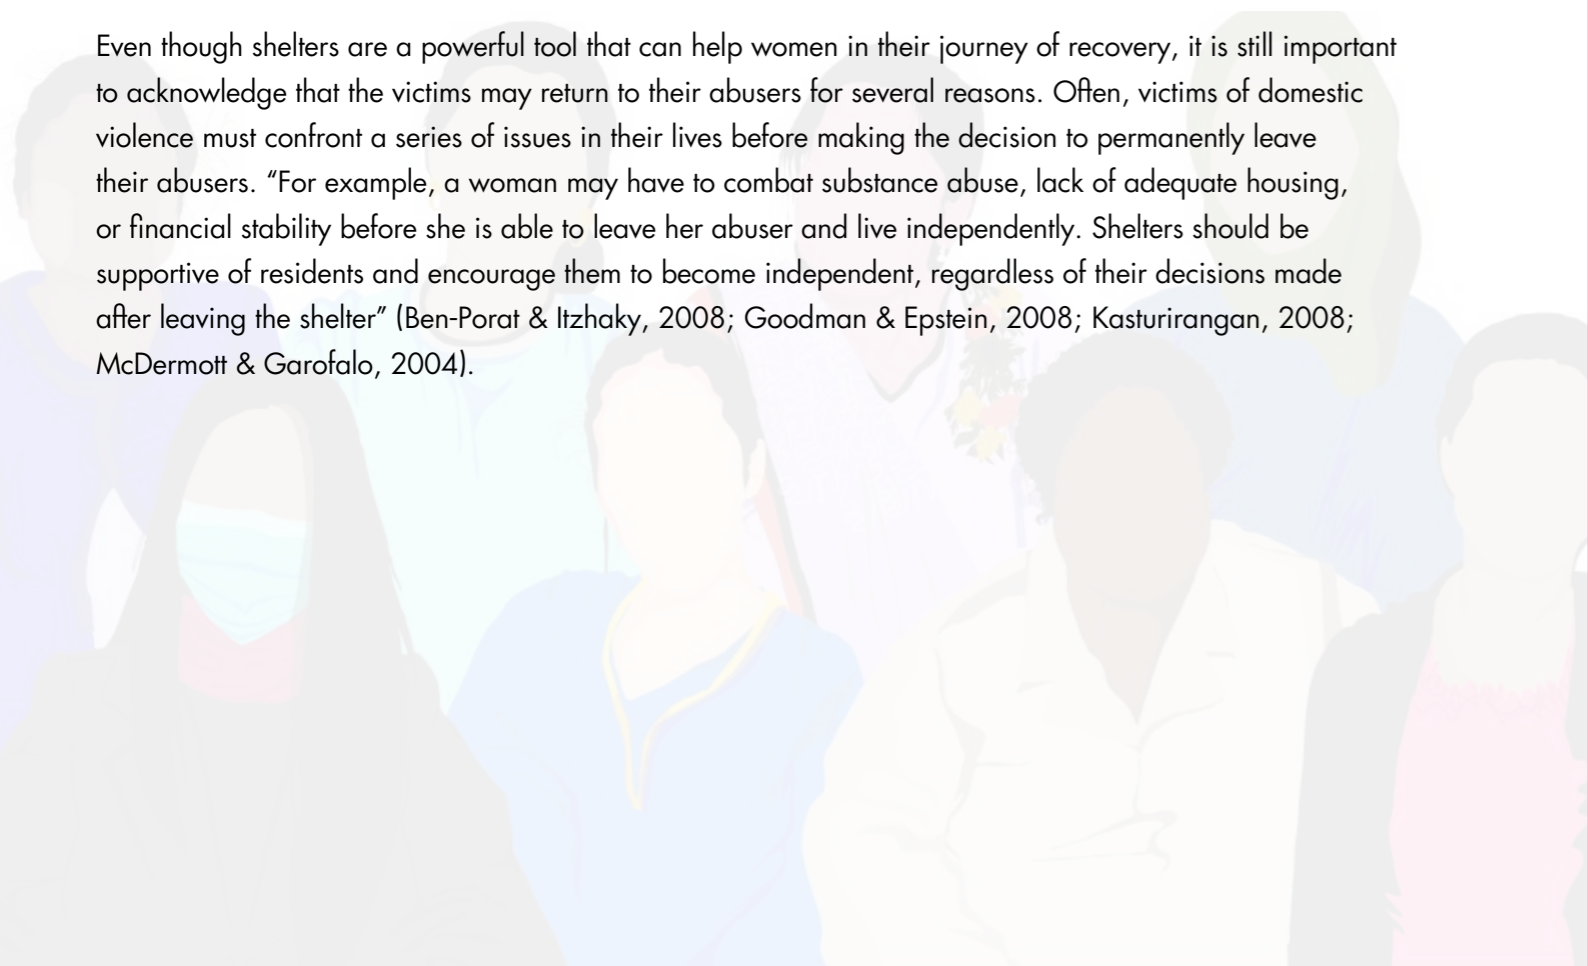 Even though shelters are a powerful tool that can help women in their journey of recovery, it is still important
to acknowledge that the victims may return to their abusers for several reasons. Often, victims of domestic
violence must confront a series of issues in their lives before making the decision to permanently leave
their abusers. “For example, a woman may have to combat substance abuse, lack of adequate housing,
or financial stability before she is able to leave her abuser and live independently. Shelters should be
supportive of residents and encourage them to become independent, regardless of their decisions made
after leaving the shelter” (Ben-Porat & Itzhaky, 2008; Goodman & Epstein, 2008; Kasturirangan, 2008;
McDermott & Garofalo, 2004).